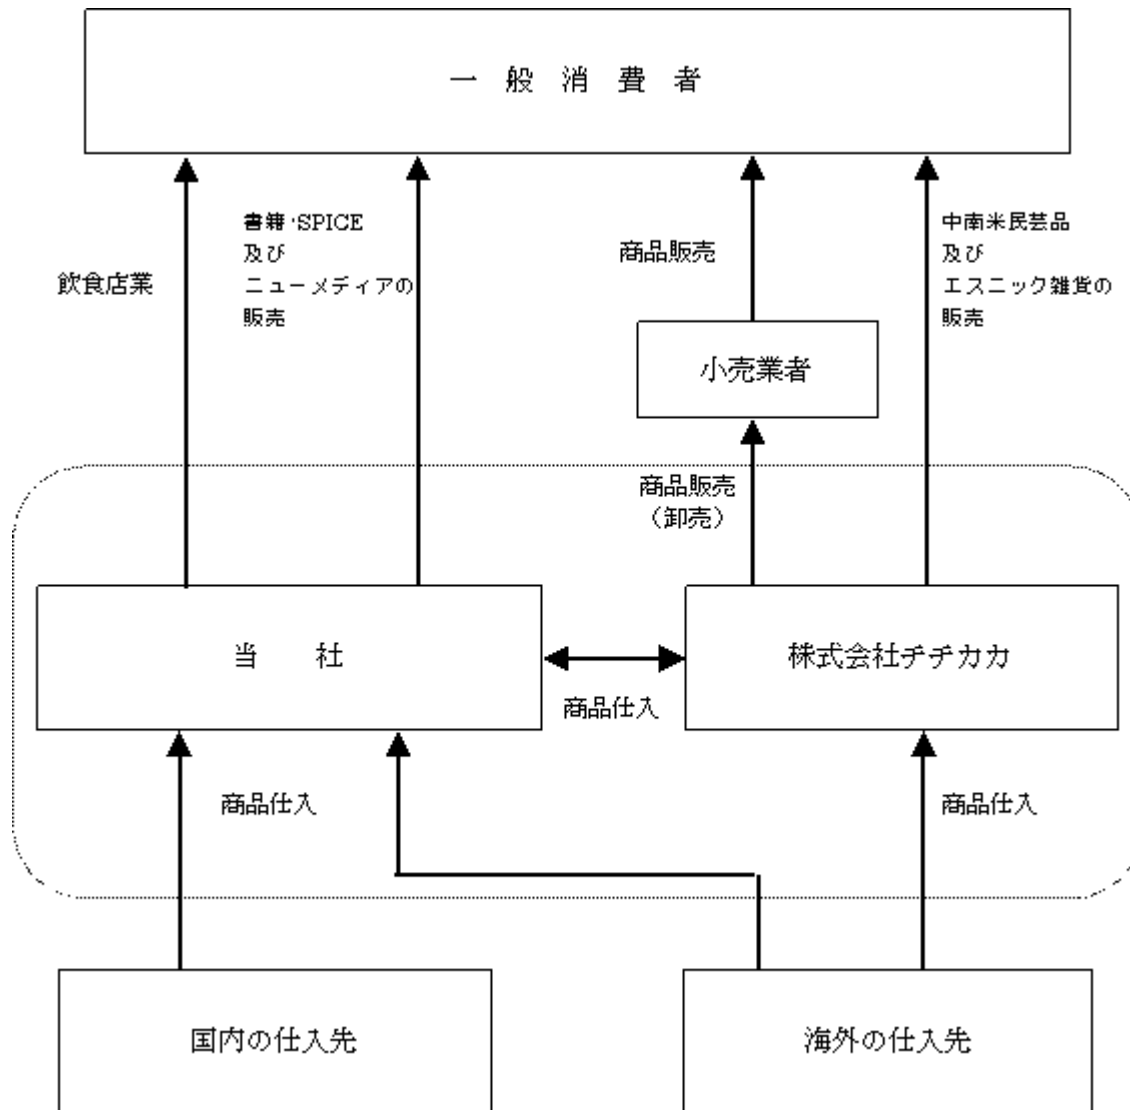 一般消費者
飲食店業
書籍・SPICE
及び
ニューメディアの
販売
商品販売
中南米民芸品
及び
エスニック雑貨の
販売
小売業者
商品販売
（卸売）
当社
商品仕入
株式会社チチカカ
商品仕入
商品仕入
国内の仕入先
海外の仕入先